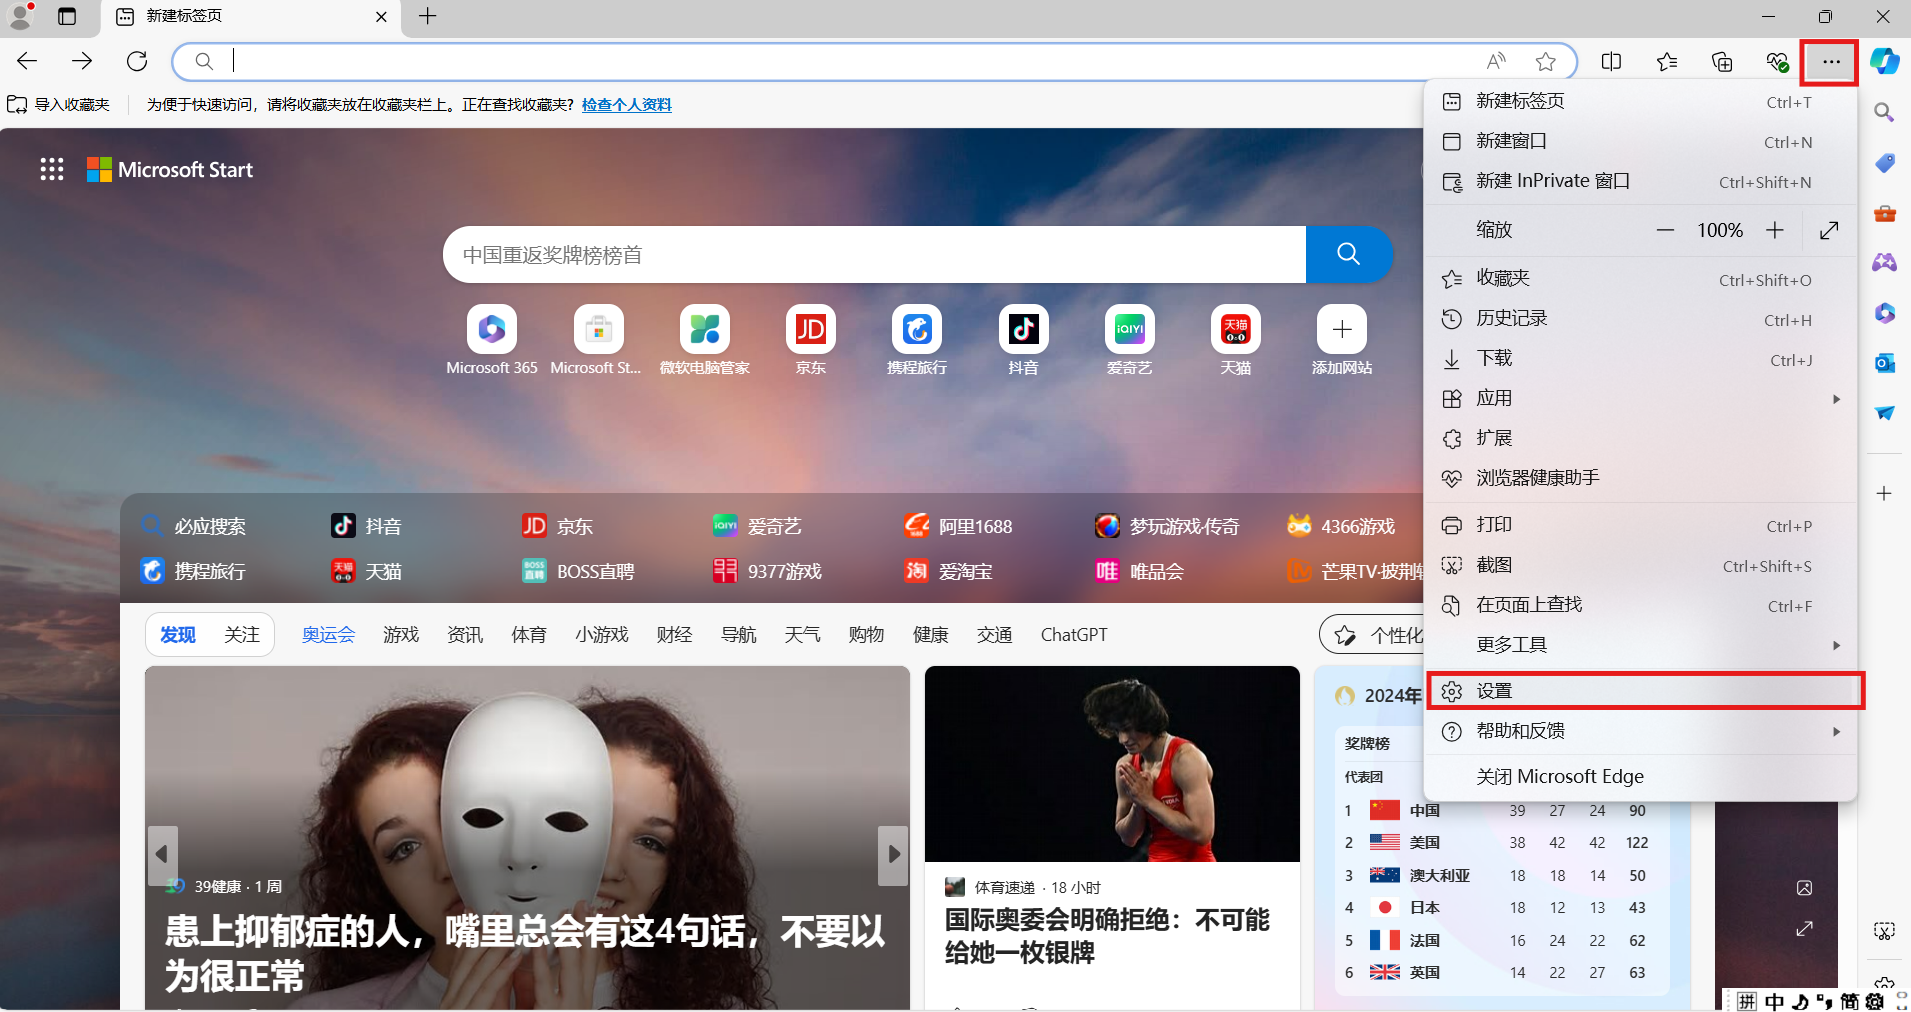 新建标签页
导入收藏夹
为便于快速访问，请将收藏夹放在收藏夹栏上。正在查找收藏夹? 检查个人资料
Microsoft Start
中国重返奖牌榜榜首
Microsoft 365
Microsoft St...
微软电脑管家
京东
携程旅行
抖音
爱奇艺
天猫
添加网站
必应搜索
抖音
京东
爱奇艺
阿里1688
梦玩游戏·传奇
4366游戏
携程旅行
天猫
BOSS直聘
9377游戏
爱淘宝
唯品会
芒果TV·披荆
发现
关注
奥运会
游戏
资讯
体育
小游戏
财经
导航
天气
购物
健康
交通
ChatGPT
个性化
39健康 · 1 周
患上抑郁症的人，嘴里总会有这4句话，不要以
为很正常
体育速递 · 18 小时
国际奥委会明确拒绝：不可能
给她一枚银牌
2024年
奖牌榜
代表团
1 中国 39 27 24 90
2 美国 38 42 42 122
3 澳大利亚 18 18 14 50
4 日本 18 12 13 43
5 法国 16 24 22 62
6 英国 14 22 27 63
新建标签页 Ctrl+T
新建窗口 Ctrl+N
新建 InPrivate 窗口 Ctrl+Shift+N
缩放 — 100% +
收藏夹 Ctrl+Shift+O
历史记录 Ctrl+H
下载 Ctrl+J
应用
扩展
浏览器健康助手
打印 Ctrl+P
截图 Ctrl+Shift+S
在页面上查找 Ctrl+F
更多工具
设置
帮助和反馈
关闭 Microsoft Edge
拼 中 简